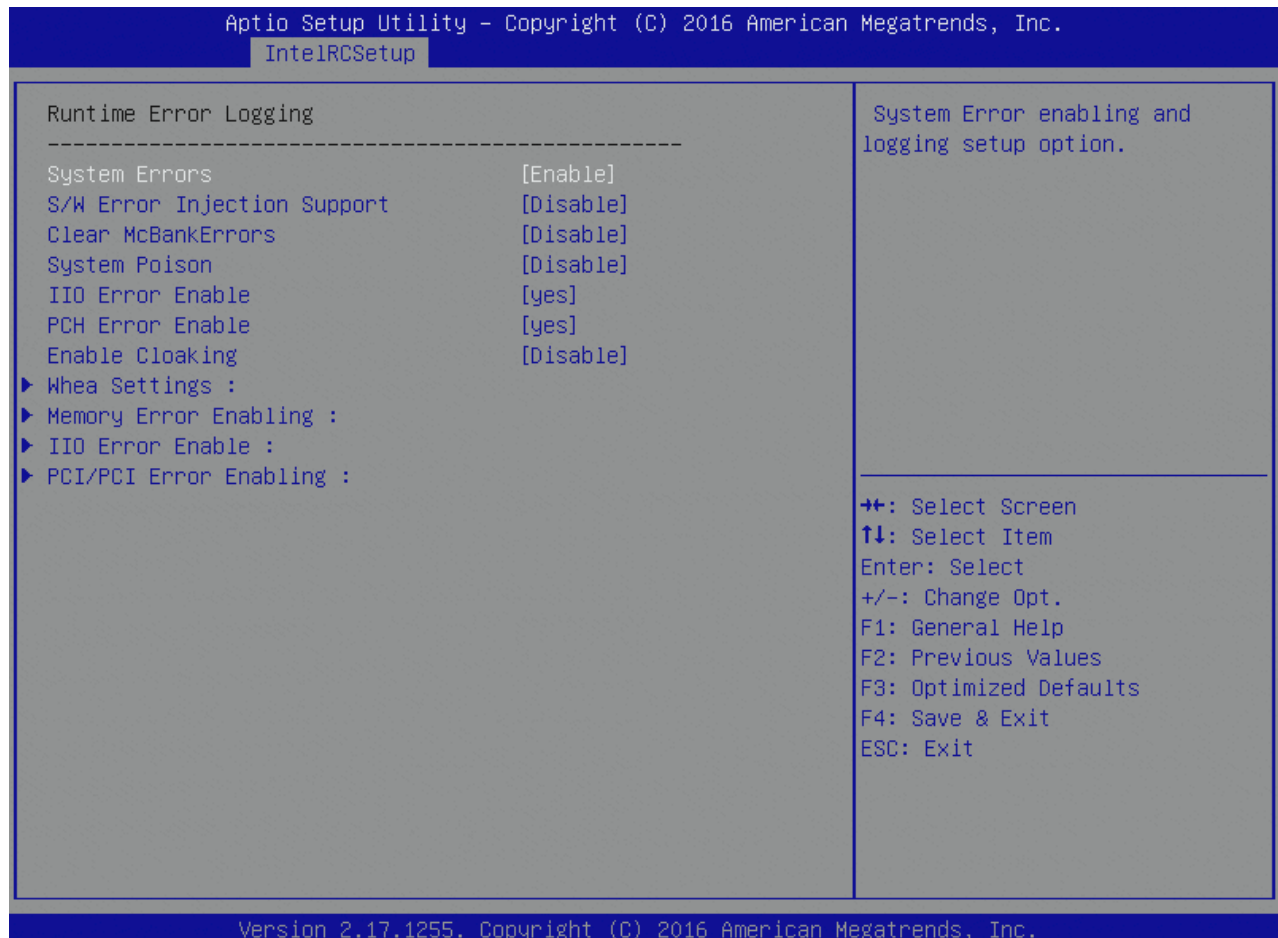 Aptio Setup Utility – Copyright (C) 2016 American Megatrends, Inc.
IntelRCSetup
Runtime Error Logging
--------------------------------------------------
System Errors [Enable]
S/W Error Injection Support [Disable]
Clear McBankErrors [Disable]
System Poison [Disable]
IIO Error Enable [yes]
PCH Error Enable [yes]
Enable Cloaking [Disable]
▶ Whea Settings :
▶ Memory Error Enabling :
▶ IIO Error Enable :
▶ PCI/PCI Error Enabling :
System Error enabling and
logging setup option.
→←: Select Screen
↑↓: Select Item
Enter: Select
+/-: Change Opt.
F1: General Help
F2: Previous Values
F3: Optimized Defaults
F4: Save & Exit
ESC: Exit
Version 2.17.1255. Copyright (C) 2016 American Megatrends, Inc.